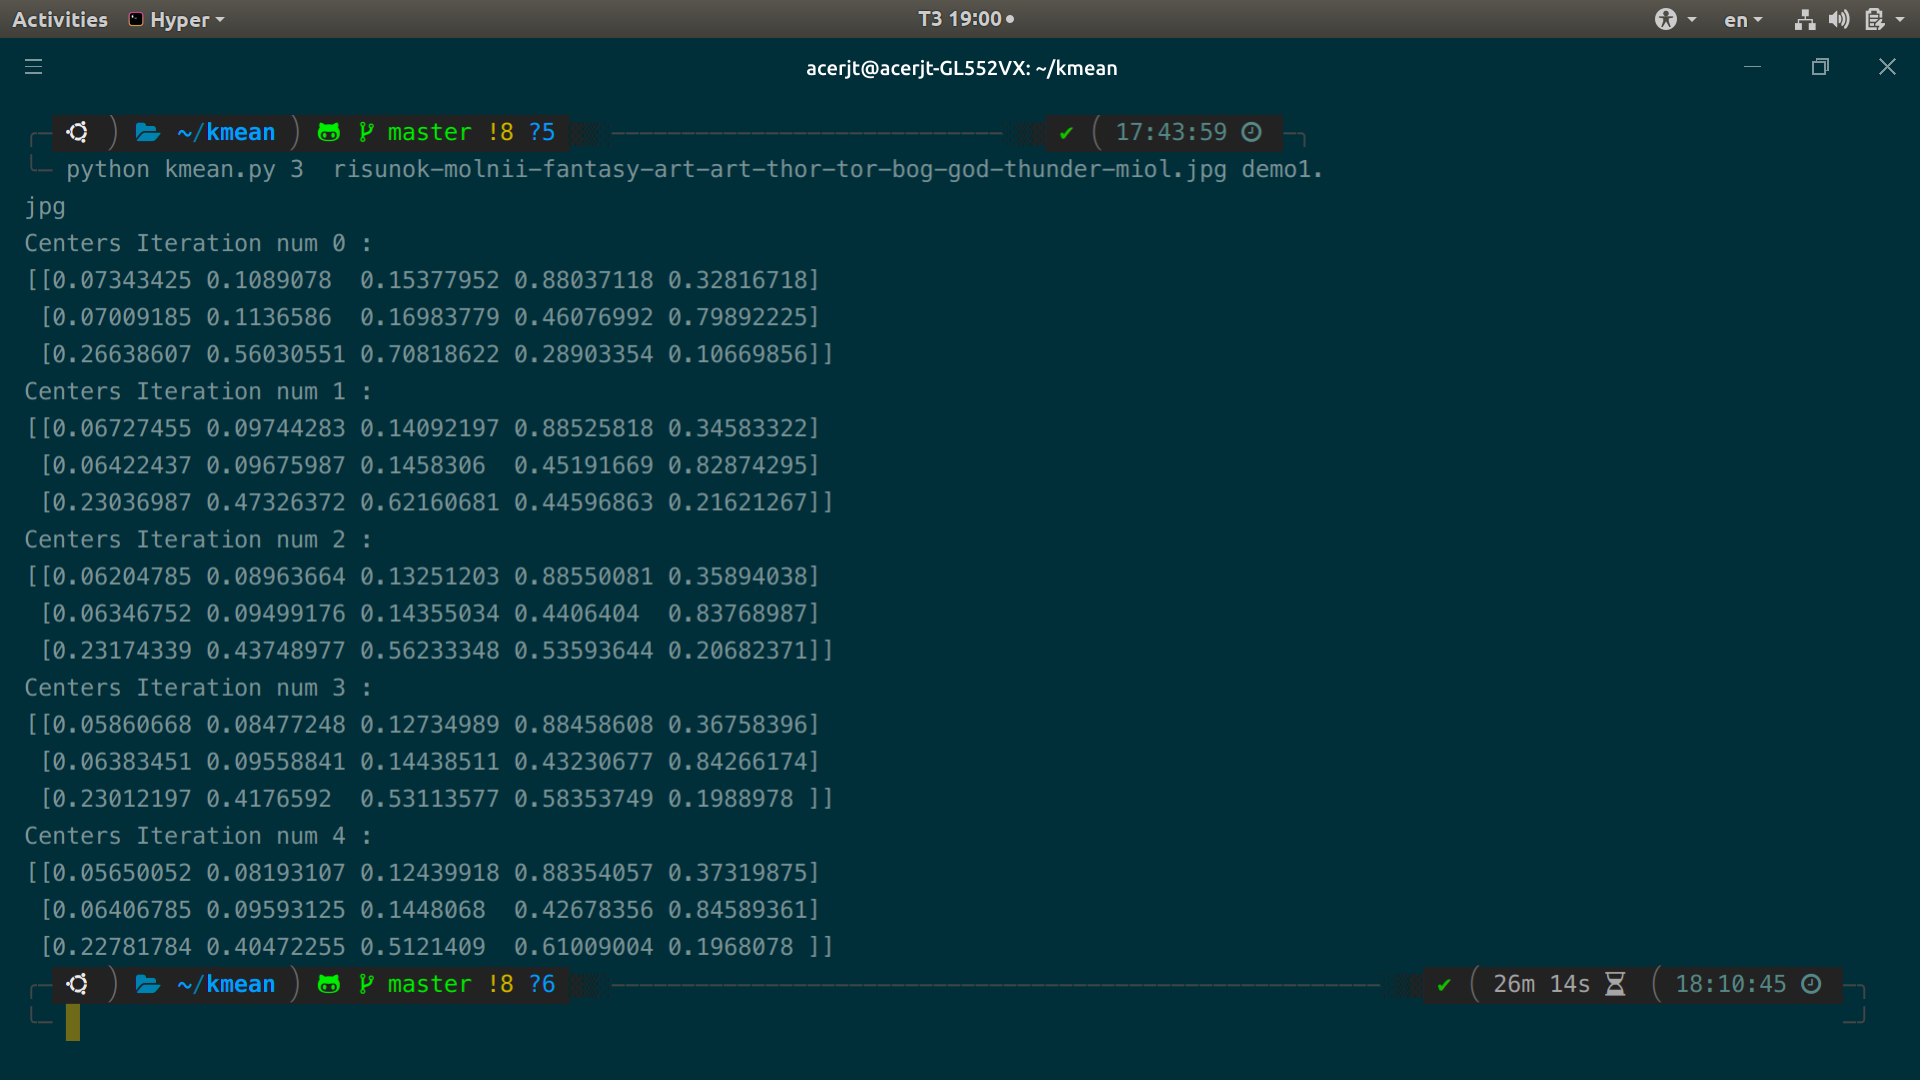 Activities Hyper T3 19:00 en
acerjt@acerjt-GL552VX: ~/kmean
~/kmean master !8 ?5 ✔ 17:43:59
python kmean.py 3 risunok-molnii-fantasy-art-art-thor-tor-bog-god-thunder-miol.jpg demo1.
jpg
Centers Iteration num 0 :
[[0.07343425 0.1089078  0.15377952 0.88037118 0.32816718]
 [0.07009185 0.1136586  0.16983779 0.46076992 0.79892225]
 [0.26638607 0.56030551 0.70818622 0.28903354 0.10669856]]
Centers Iteration num 1 :
[[0.06727455 0.09744283 0.14092197 0.88525818 0.34583322]
 [0.06422437 0.09675987 0.1458306  0.45191669 0.82874295]
 [0.23036987 0.47326372 0.62160681 0.44596863 0.21621267]]
Centers Iteration num 2 :
[[0.06204785 0.08963664 0.13251203 0.88550081 0.35894038]
 [0.06346752 0.09499176 0.14355034 0.4406404  0.83768987]
 [0.23174339 0.43748977 0.56233348 0.53593644 0.20682371]]
Centers Iteration num 3 :
[[0.05860668 0.08477248 0.12734989 0.88458608 0.36758396]
 [0.06383451 0.09558841 0.14438511 0.43230677 0.84266174]
 [0.23012197 0.4176592  0.53113577 0.58353749 0.1988978 ]]
Centers Iteration num 4 :
[[0.05650052 0.08193107 0.12439918 0.88354057 0.37319875]
 [0.06406785 0.09593125 0.1448068  0.42678356 0.84589361]
 [0.22781784 0.40472255 0.5121409  0.61009004 0.1968078 ]]
~/kmean master !8 ?6 ✔ 26m 14s 18:10:45